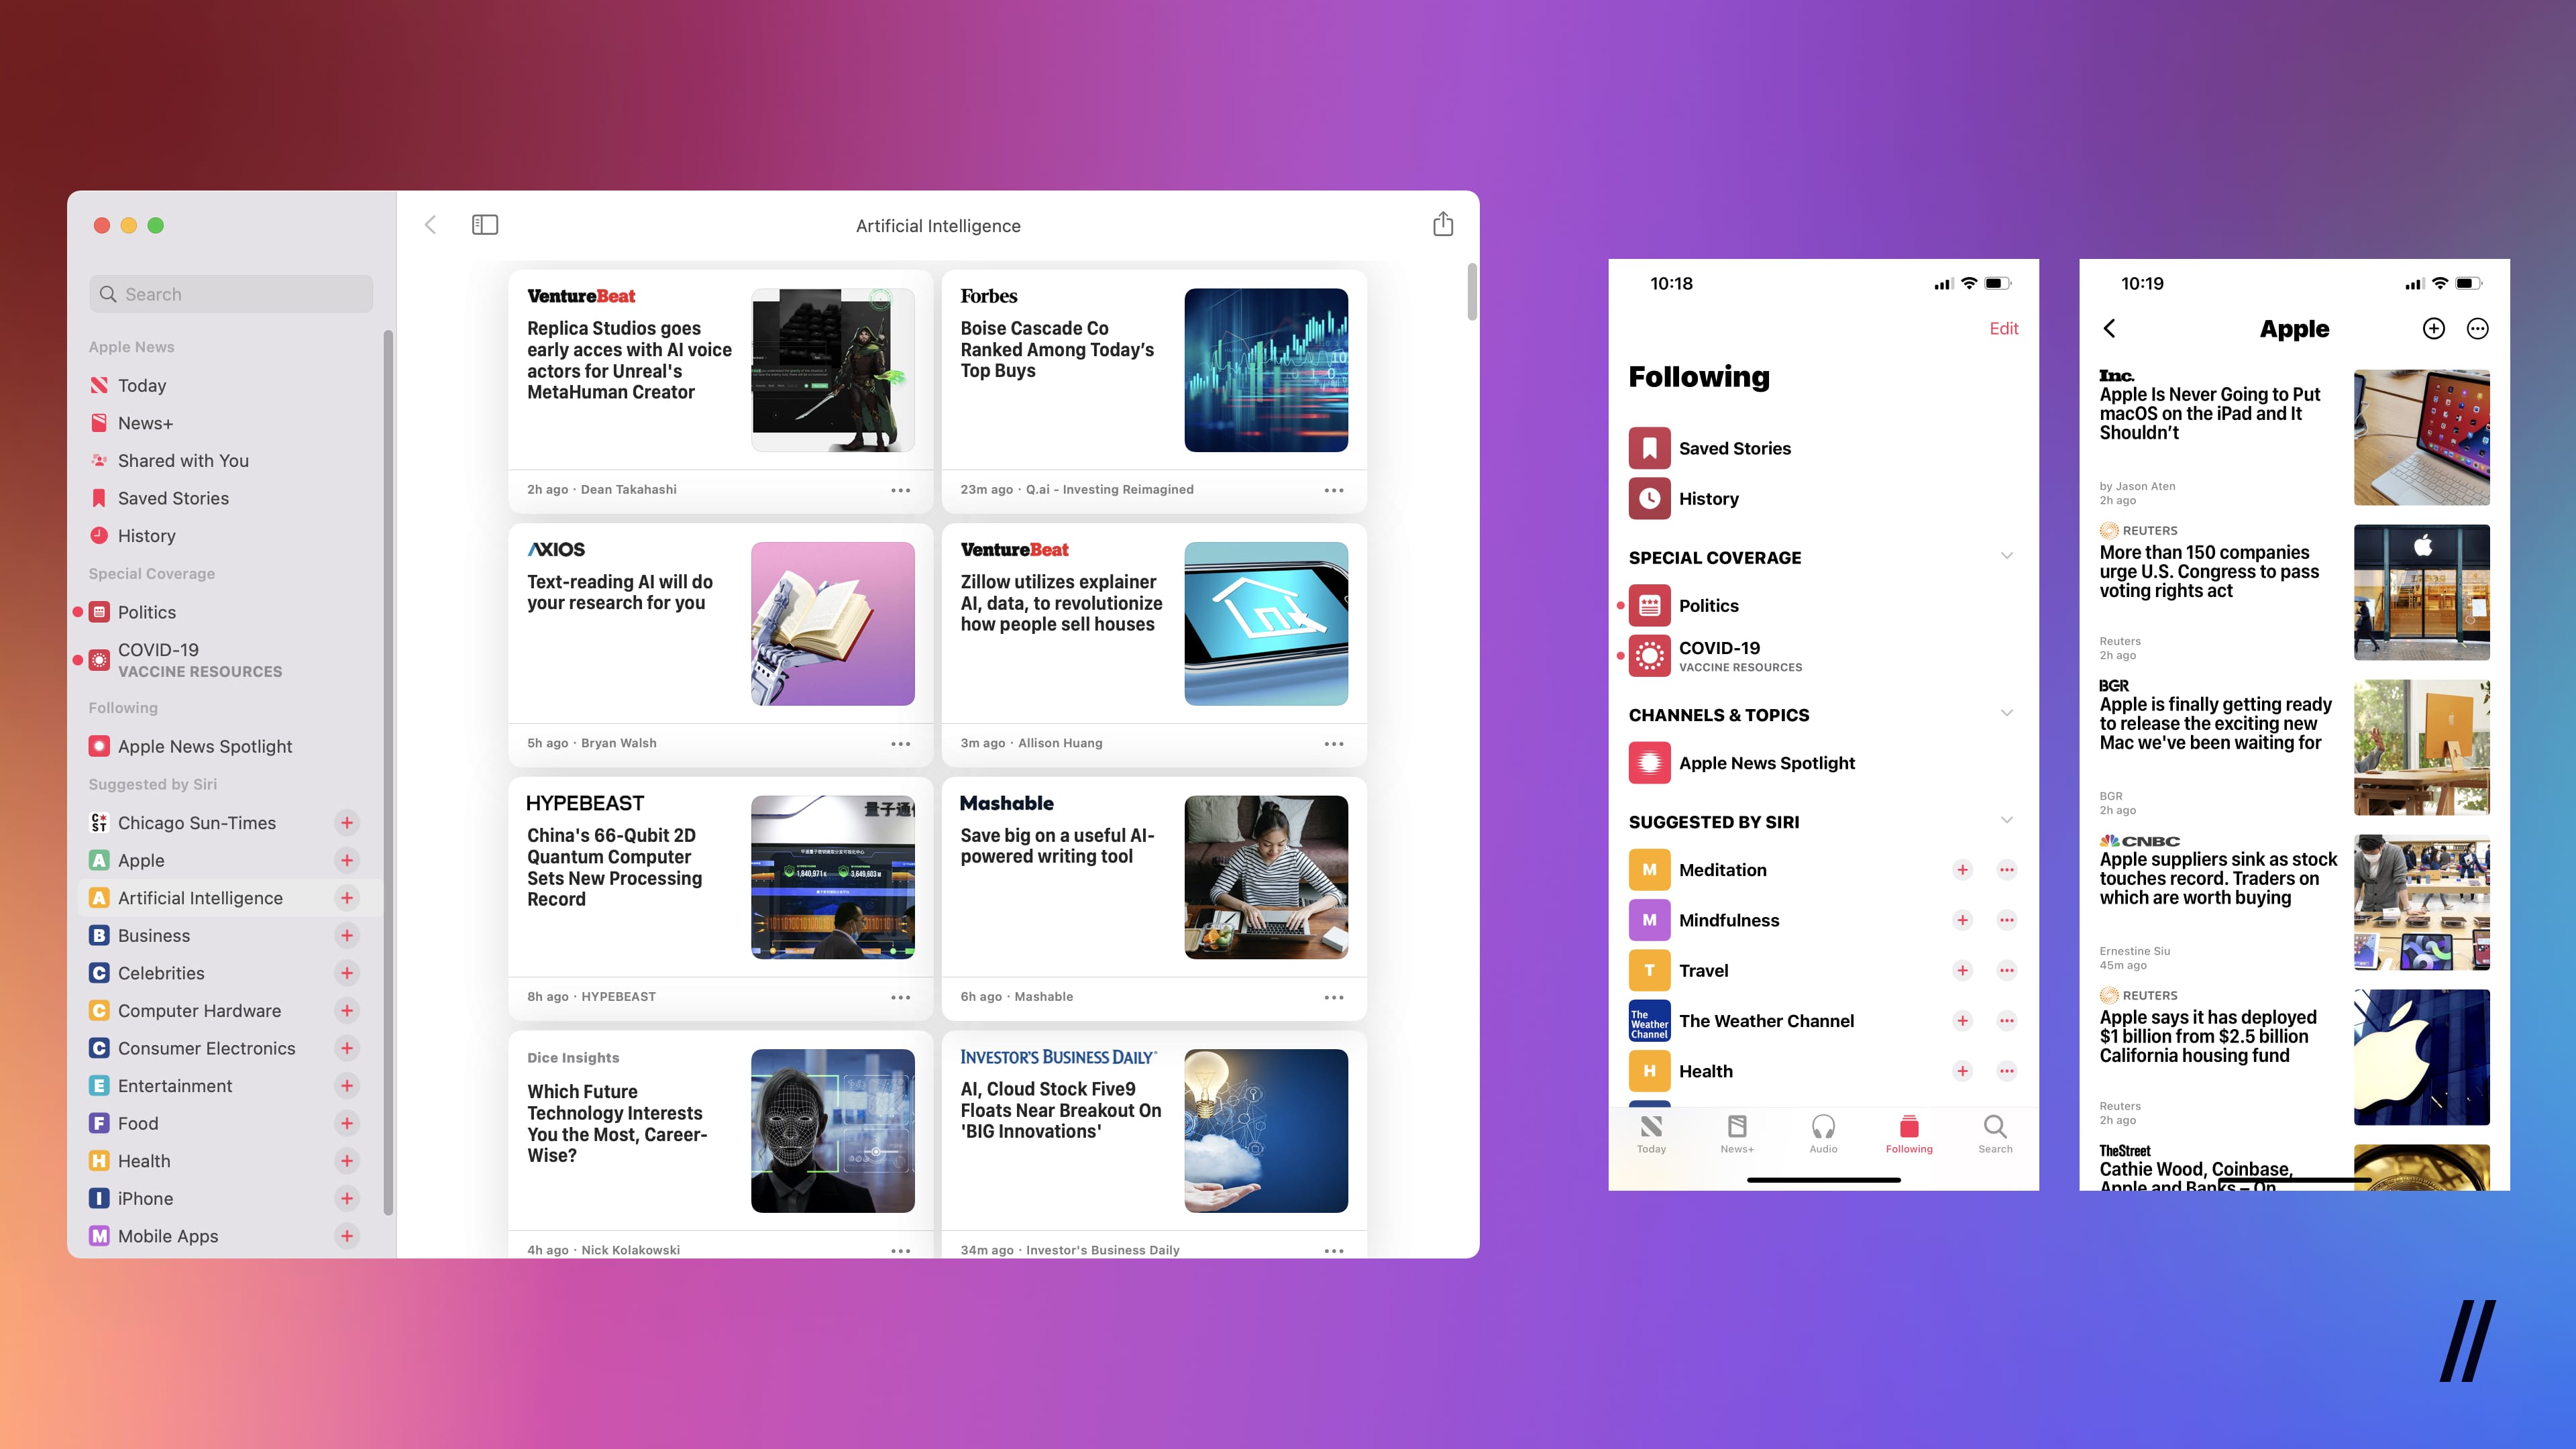 Search
Apple News
Today
News+
Shared with You
Saved Stories
History
Special Coverage
Politics
COVID-19
VACCINE RESOURCES
Following
Apple News Spotlight
Suggested by Siri
Chicago Sun-Times
Apple
Artificial Intelligence
Business
Celebrities
Computer Hardware
Consumer Electronics
Entertainment
Food
Health
iPhone
Mobile Apps
Artificial Intelligence
VentureBeat
Replica Studios goes
early acces with AI voice
actors for Unreal's
MetaHuman Creator
2h ago · Dean Takahashi
Forbes
Boise Cascade Co
Ranked Among Today’s
Top Buys
23m ago · Q.ai - Investing Reimagined
AXIOS
Text-reading AI will do
your research for you
5h ago · Bryan Walsh
VentureBeat
Zillow utilizes explainer
AI, data, to revolutionize
how people sell houses
3m ago · Allison Huang
HYPEBEAST
China's 66-Qubit 2D
Quantum Computer
Sets New Processing
Record
8h ago · HYPEBEAST
Mashable
Save big on a useful AI-
powered writing tool
6h ago · Mashable
Dice Insights
Which Future
Technology Interests
You the Most, Career-
Wise?
4h ago · Nick Kolakowski
INVESTOR'S BUSINESS DAILY
AI, Cloud Stock Five9
Floats Near Breakout On
'BIG Innovations'
34m ago · Investor's Business Daily
10:18
Edit
Following
Saved Stories
History
SPECIAL COVERAGE
Politics
COVID-19
VACCINE RESOURCES
CHANNELS & TOPICS
Apple News Spotlight
SUGGESTED BY SIRI
M Meditation
M Mindfulness
T Travel
The Weather Channel
The Weather Channel
H Health
Today
News+
Audio
Following
Search
10:19
Apple
Inc.
Apple Is Never Going to Put
macOS on the iPad and It
Shouldn’t
by Jason Aten
2h ago
REUTERS
More than 150 companies
urge U.S. Congress to pass
voting rights act
Reuters
2h ago
BGR
Apple is finally getting ready
to release the exciting new
Mac we've been waiting for
BGR
2h ago
CNBC
Apple suppliers sink as stock
touches record. Traders on
which are worth buying
Ernestine Siu
45m ago
REUTERS
Apple says it has deployed
$1 billion from $2.5 billion
California housing fund
Reuters
2h ago
TheStreet
Cathie Wood, Coinbase,
Apple and Banks – On